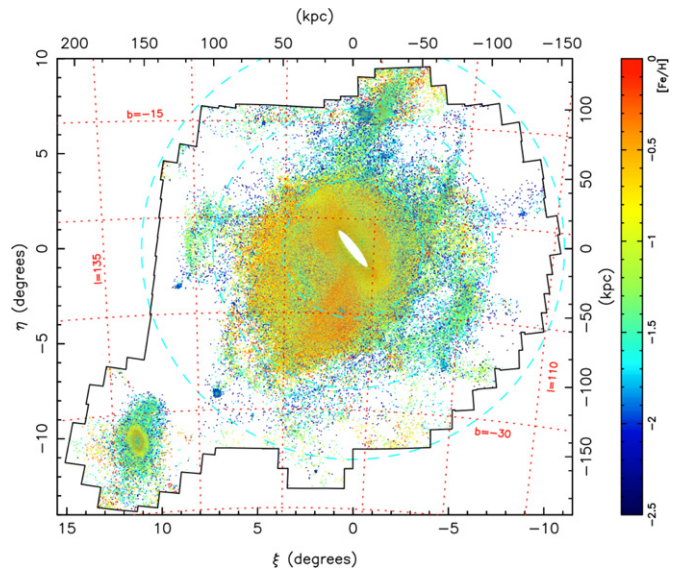 (kpc)
200 150 100 50 0 −50 −100 −150
10
5
0
−5
−10
η (degrees)
b=−15
l=135
l=110
b=−30
100
50
0
−50
−100
−150
(kpc)
0
−0.5
−1
−1.5
−2
−2.5
[Fe/H]
15 10 5 0 −5 −10
ξ (degrees)